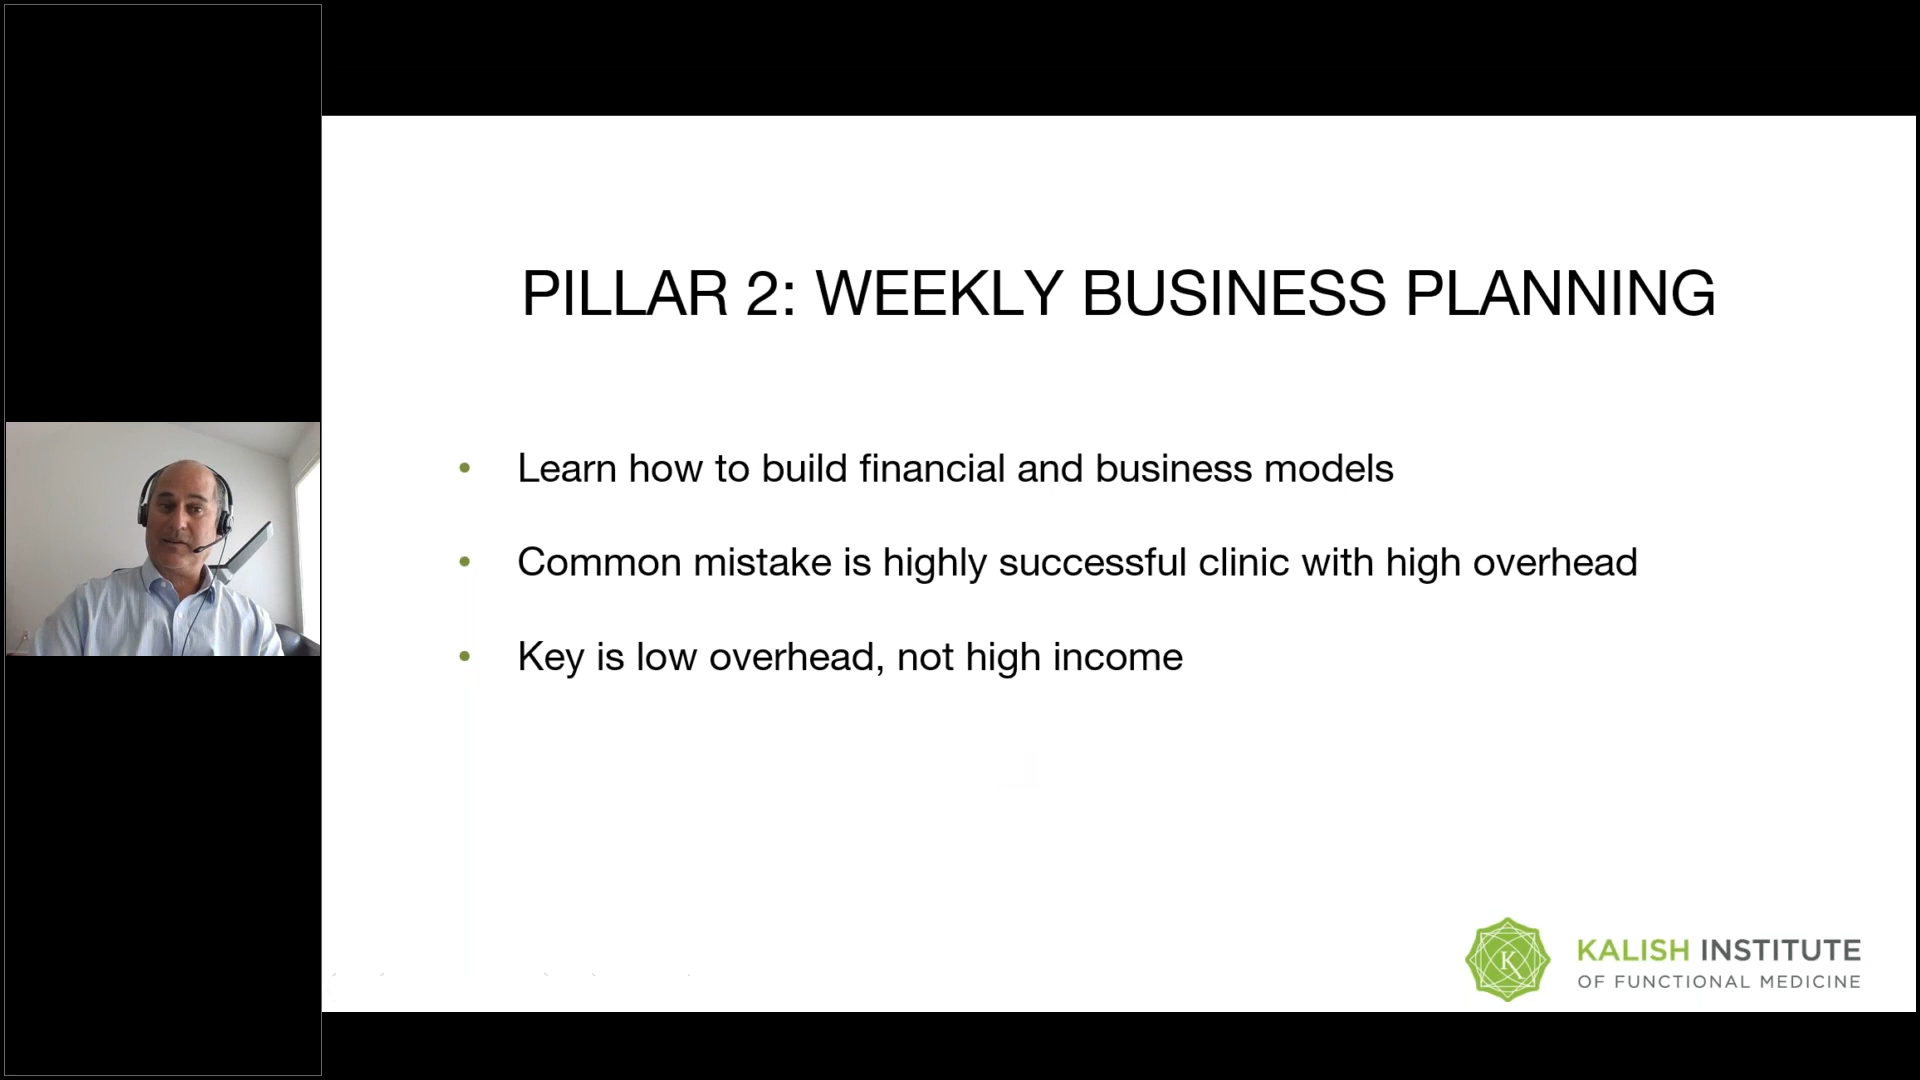 PILLAR 2: WEEKLY BUSINESS PLANNING
• Learn how to build financial and business models
• Common mistake is highly successful clinic with high overhead
• Key is low overhead, not high income
K
KALISH INSTITUTE
OF FUNCTIONAL MEDICINE